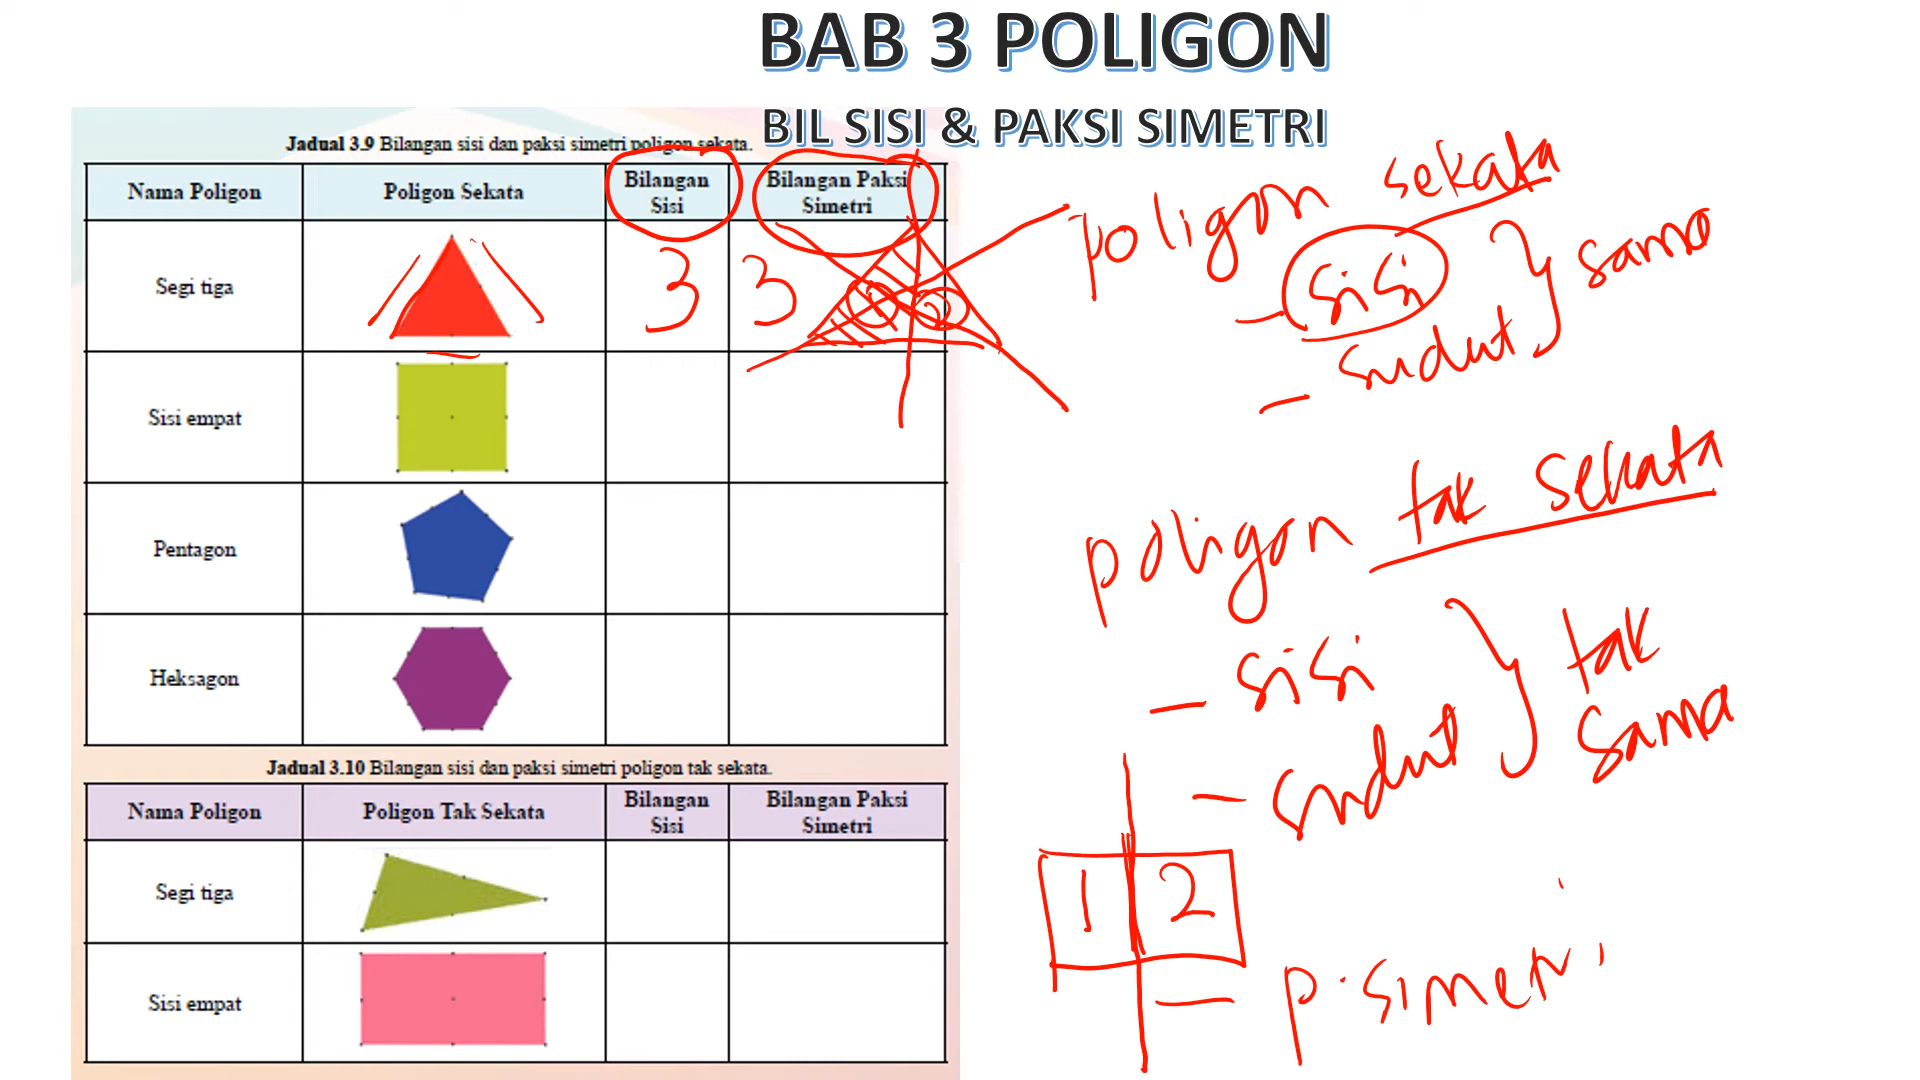 BAB 3 POLIGON
BIL SISI & PAKSI SIMETRI
Jadual 3.9 Bilangan sisi dan paksi simetri poligon sekata.
Nama Poligon
Poligon Sekata
Bilangan Sisi
Bilangan Paksi Simetri
Segi tiga
3
3
1
2
Sisi empat
Pentagon
Heksagon
Jadual 3.10 Bilangan sisi dan paksi simetri poligon tak sekata.
Nama Poligon
Poligon Tak Sekata
Bilangan Sisi
Bilangan Paksi Simetri
Segi tiga
Sisi empat
poligon sekata
- sisi
- sudut
sama
poligon tak sekata
- sisi
- sudut
tak
sama
1 2
p. simetri